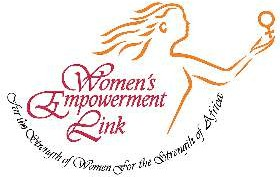 Women's
Empowerment
Link
for the Strength of Women For the Strength of Africa